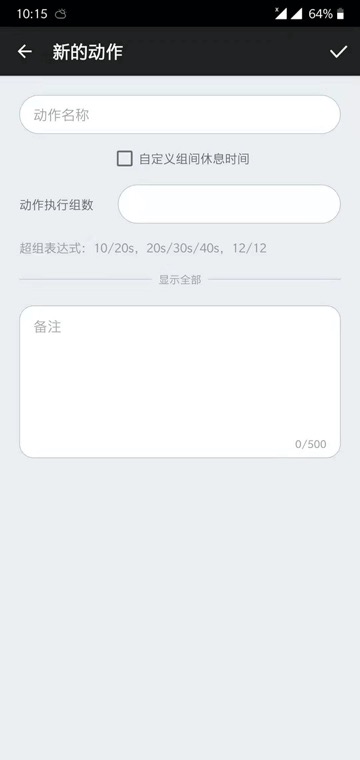 10:15
64%
新的动作
动作名称
自定义组间休息时间
动作执行组数
超组表达式：10/20s，20s/30s/40s，12/12
显示全部
备注
0/500